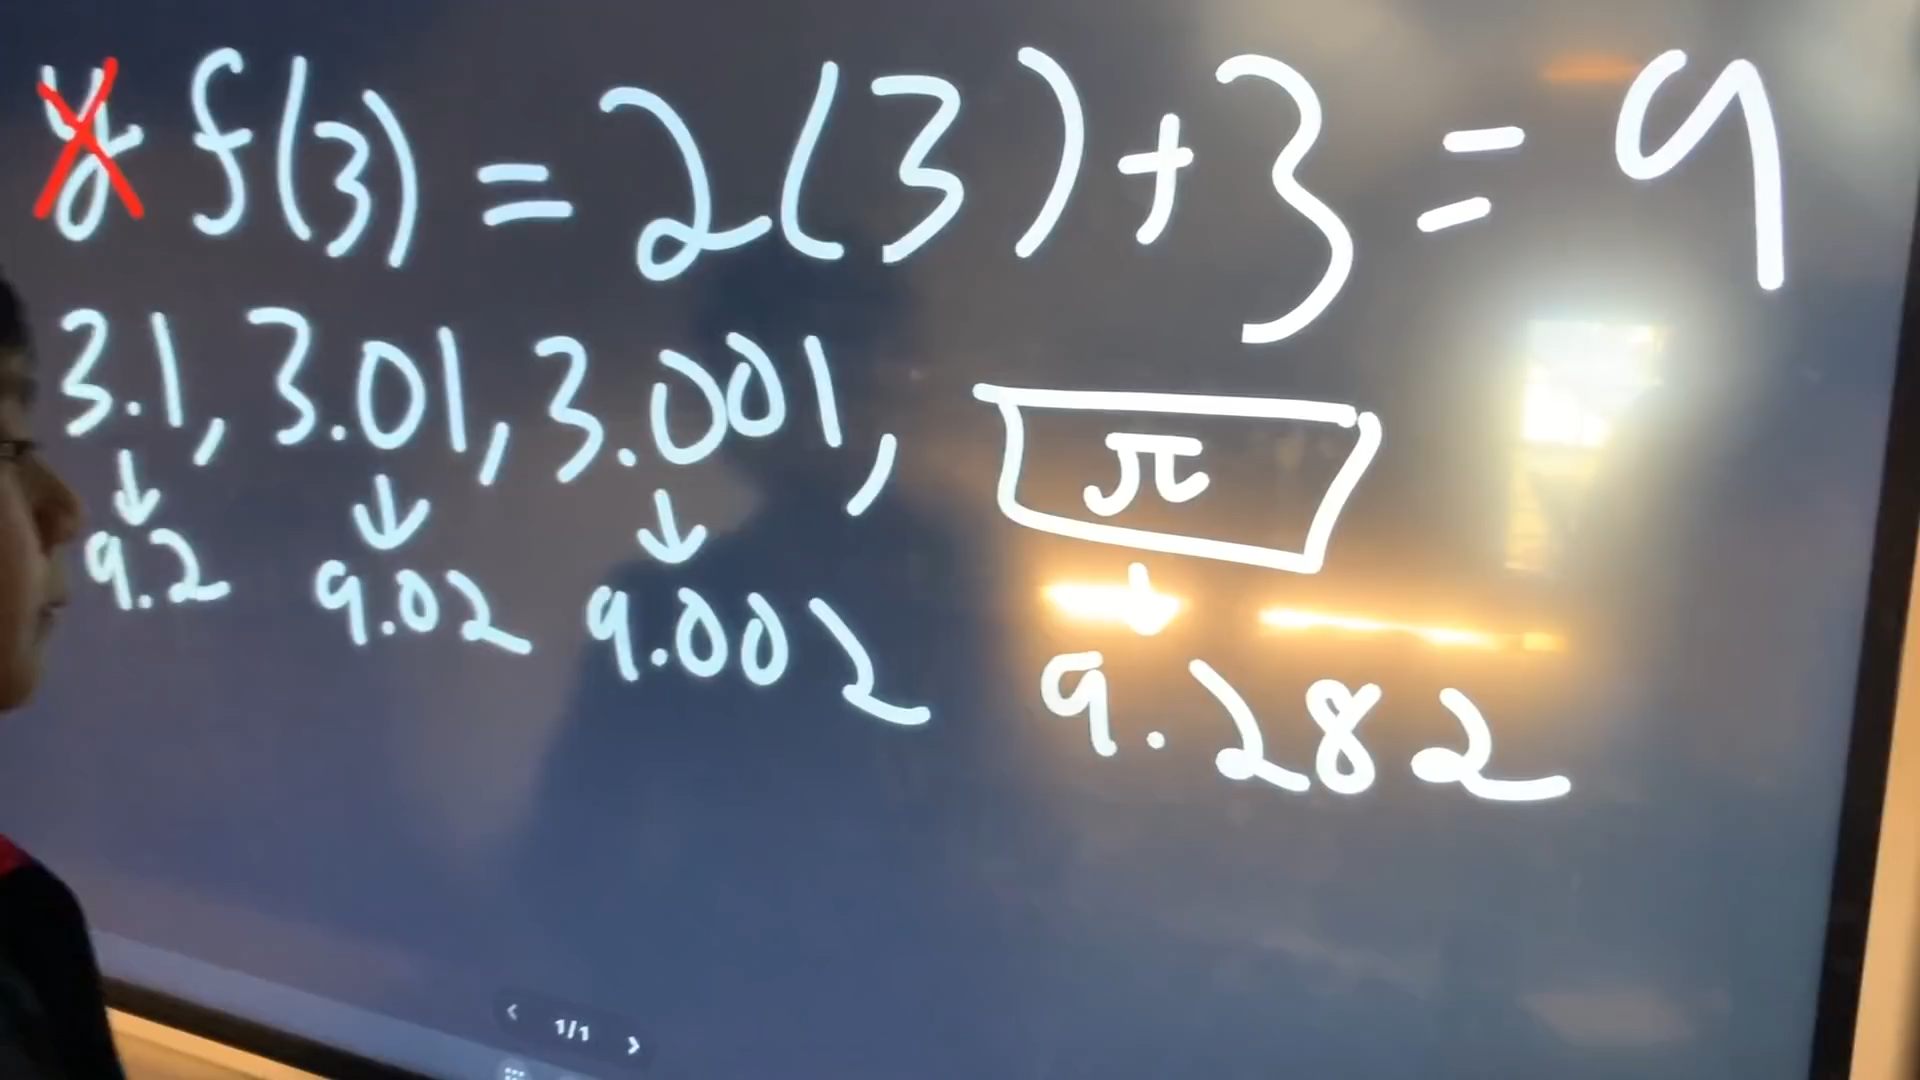 y f(3) = 2(3)+3 = 9
3.1, 3.01, 3.001, π
↓ ↓ ↓ ↓
9.2 9.02 9.002 9.282
< 1/1 >